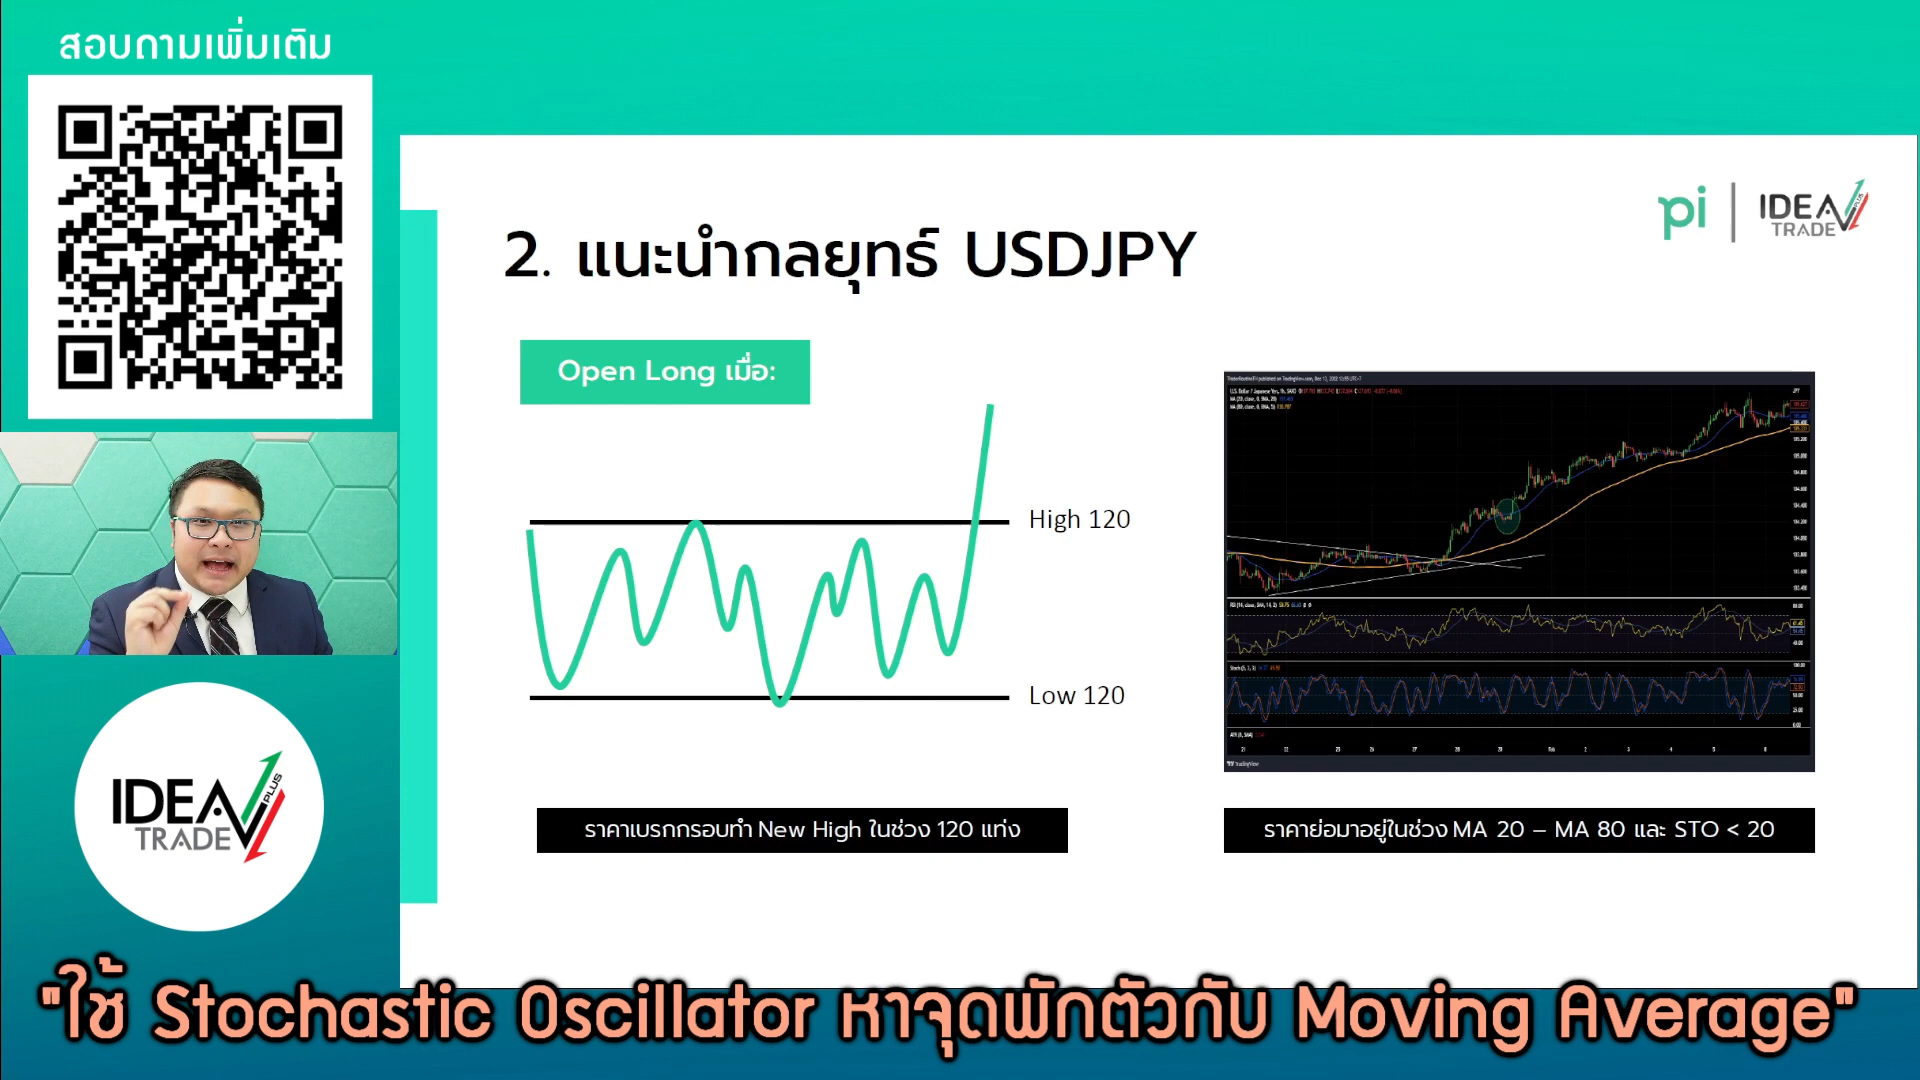 สอบถามเพิ่มเติม
pi
IDEA TRADE PLUS
2. แนะนำกลยุทธ์ USDJPY
Open Long เมื่อ:
High 120
Low 120
ราคาเบรกกรอบทำ New High ในช่วง 120 แท่ง
ราคาย่อมาอยู่ในช่วง MA 20 – MA 80 และ STO < 20
TradingView
IDEA TRADE PLUS
"ใช้ Stochastic Oscillator หาจุดพักตัวกับ Moving Average"